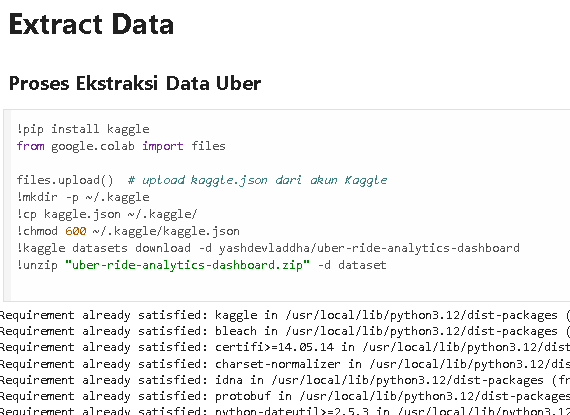 Extract Data
Proses Ekstraksi Data Uber
!pip install kaggle
from google.colab import files
files.upload()  # upload kaggle.json dari akun Kaggle
!mkdir -p ~/.kaggle
!cp kaggle.json ~/.kaggle/
!chmod 600 ~/.kaggle/kaggle.json
!kaggle datasets download -d yashdevladdha/uber-ride-analytics-dashboard
!unzip "uber-ride-analytics-dashboard.zip" -d dataset
Requirement already satisfied: kaggle in /usr/local/lib/python3.12/dist-packages (
Requirement already satisfied: bleach in /usr/local/lib/python3.12/dist-packages (
Requirement already satisfied: certifi>=14.05.14 in /usr/local/lib/python3.12/dist
Requirement already satisfied: charset-normalizer in /usr/local/lib/python3.12/dis
Requirement already satisfied: idna in /usr/local/lib/python3.12/dist-packages (fr
Requirement already satisfied: protobuf in /usr/local/lib/python3.12/dist-packages
Requirement already satisfied: python-dateutil>=2.5.3 in /usr/local/lib/python3.12